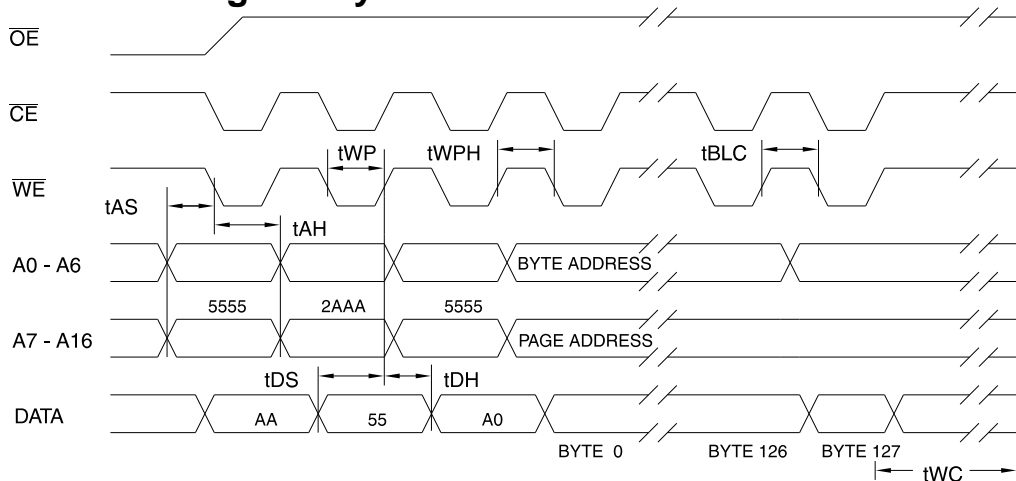 OE
CE
tWP tWPH tBLC
WE
tAS
tAH
A0 - A6 BYTE ADDRESS
5555 2AAA 5555
A7 - A16 PAGE ADDRESS
tDS tDH
DATA AA 55 A0
BYTE 0 BYTE 126 BYTE 127
tWC